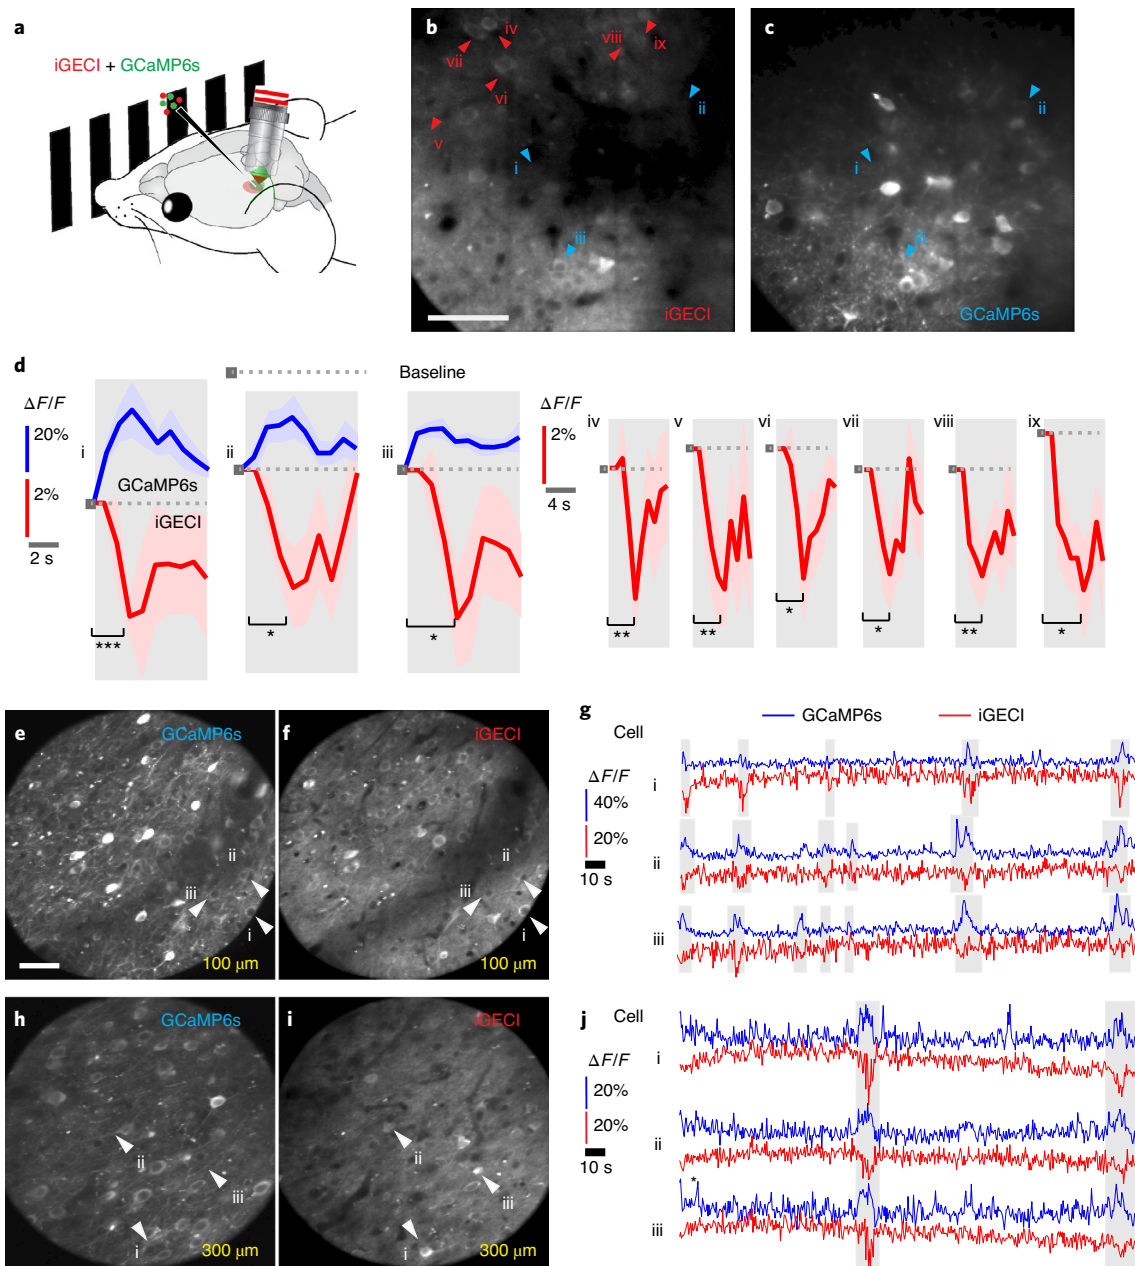 a
iGECI + GCaMP6s
b
iv
viii
ix
vii
vi
ii
v
i
iii
iGECI
c
ii
i
iii
GCaMP6s
d
Baseline
ΔF/F
20%
2%
2 s
i
GCaMP6s
iGECI
***
ii
*
iii
*
ΔF/F
2%
4 s
iv
**
v
**
vi
*
vii
*
viii
**
ix
*
e
GCaMP6s
ii
iii
i
100 µm
f
iGECI
ii
iii
i
100 µm
g
GCaMP6s
iGECI
Cell
ΔF/F
40%
20%
10 s
i
ii
iii
h
GCaMP6s
ii
iii
i
300 µm
i
iGECI
ii
iii
i
300 µm
j
Cell
ΔF/F
20%
20%
10 s
i
ii
*
iii